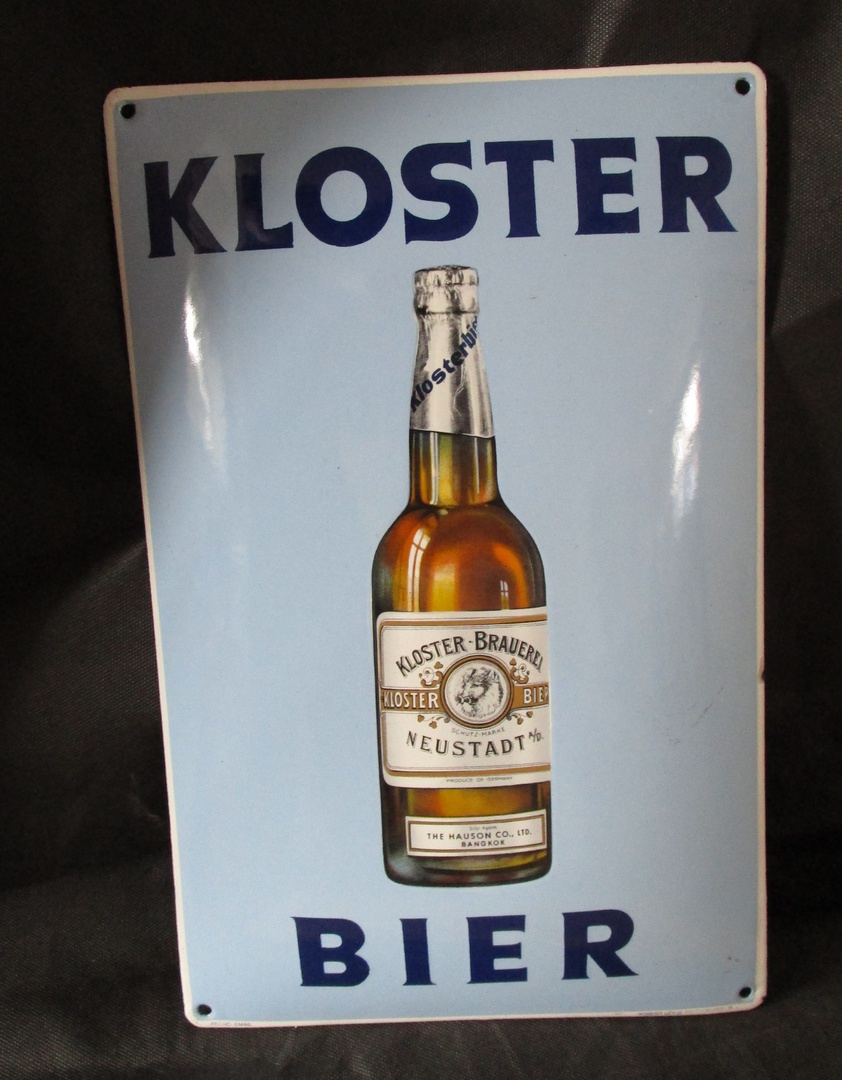 KLOSTER
Klosterbier
KLOSTER-BRAUEREI
KLOSTER BIER
SCHUTZ-MARKE
NEUSTADT A/D.
PRODUCE OF GERMANY
THE HAUSON CO., LTD.
BANGKOK
BIER